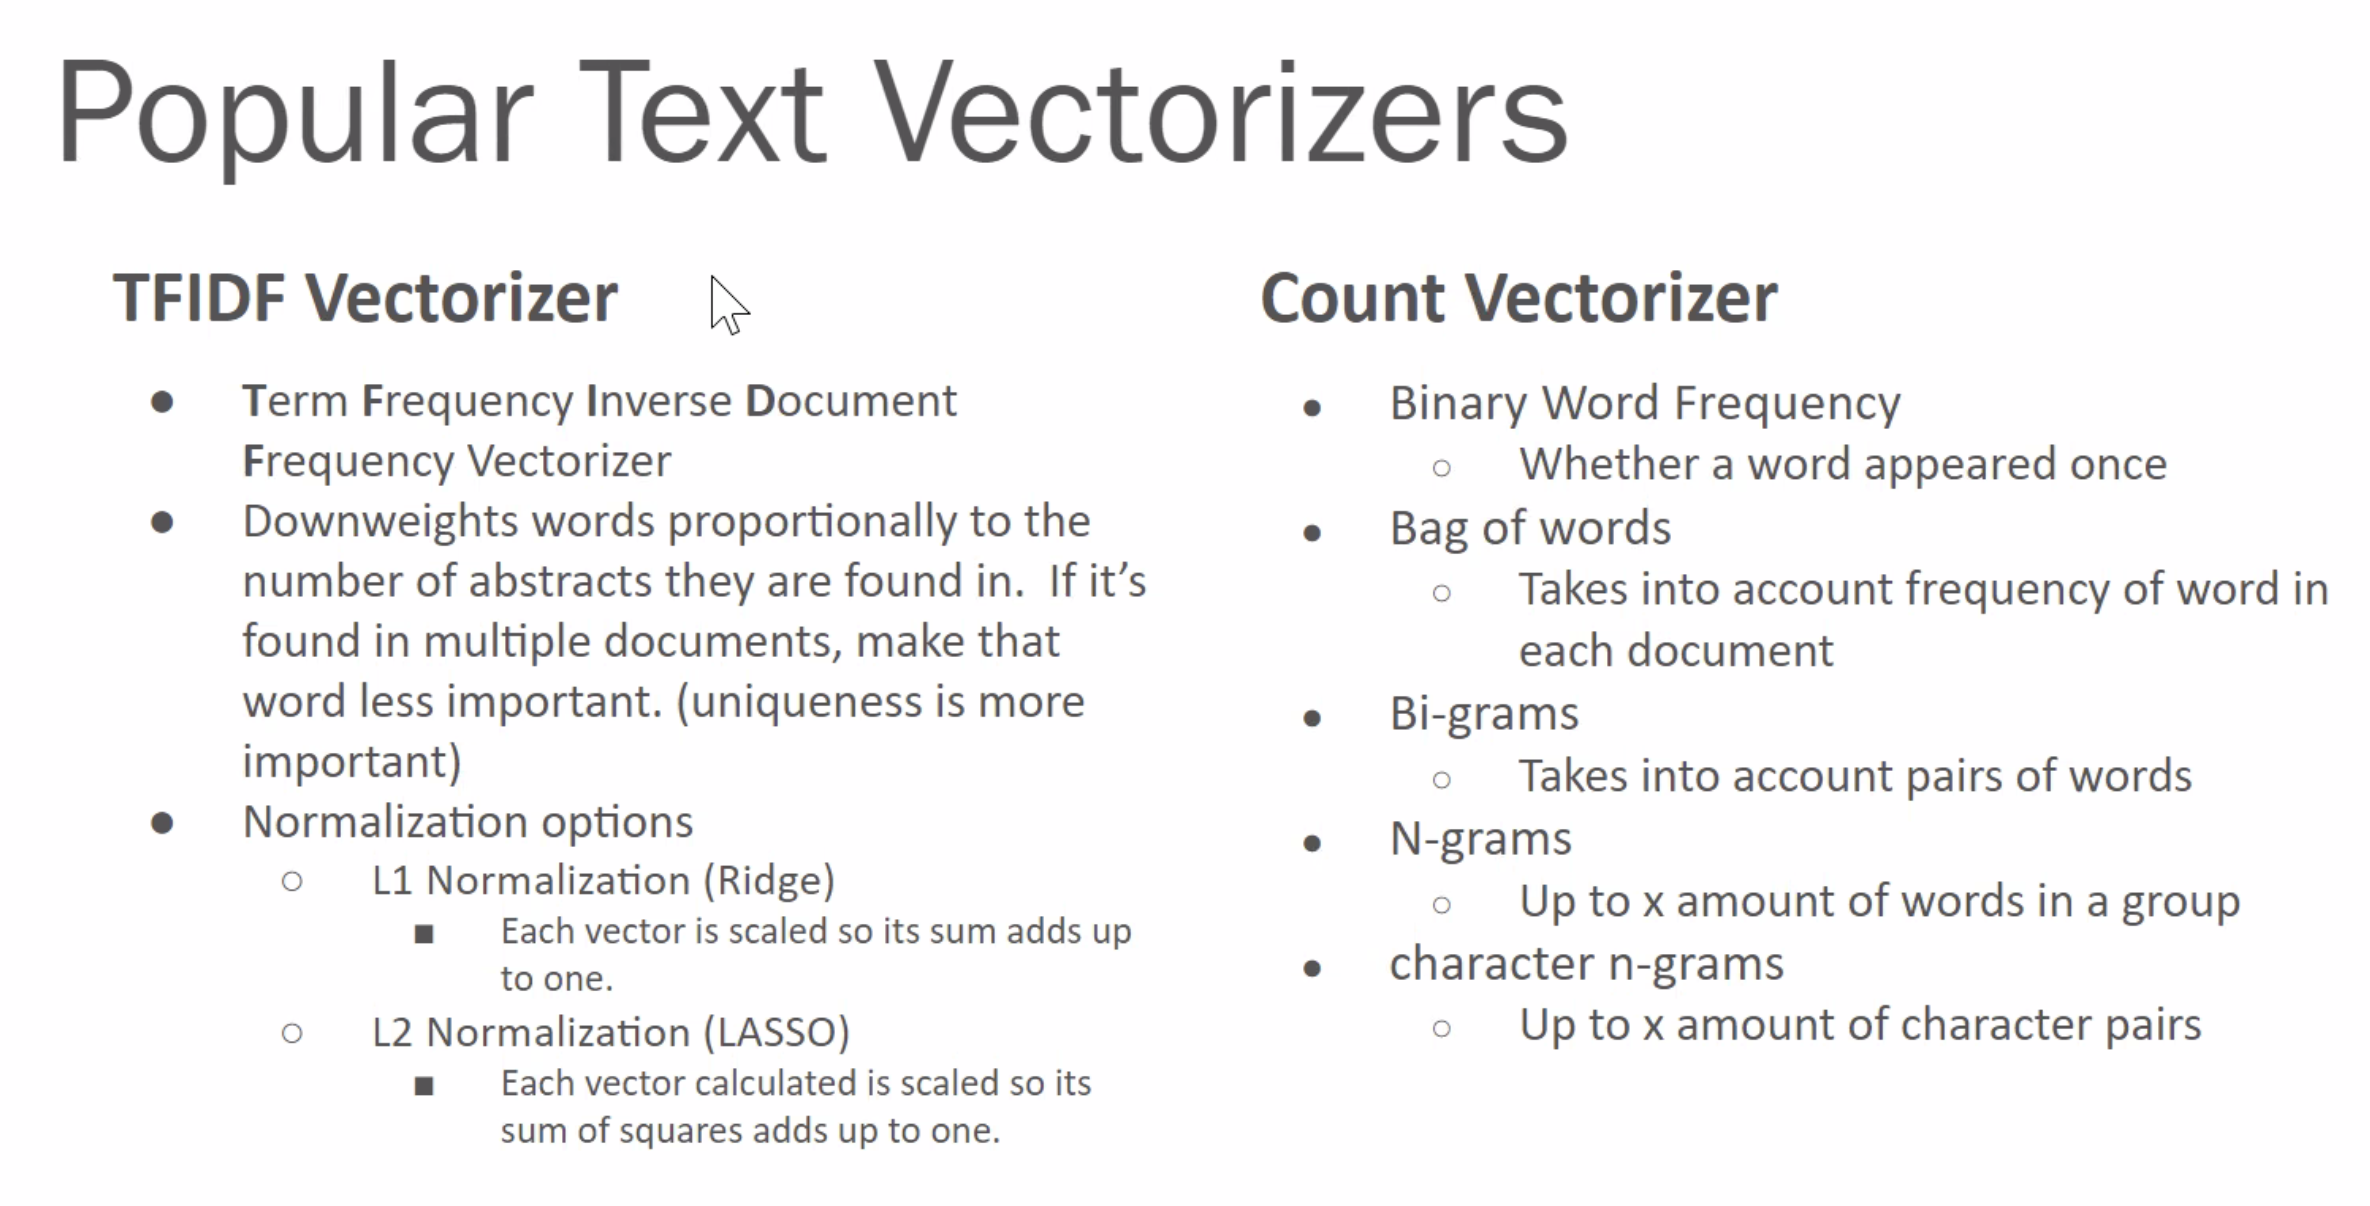 Popular Text Vectorizers
TFIDF Vectorizer
● Term Frequency Inverse Document
Frequency Vectorizer
● Downweights words proportionally to the
number of abstracts they are found in.  If it’s
found in multiple documents, make that
word less important. (uniqueness is more
important)
● Normalization options
○ L1 Normalization (Ridge)
■ Each vector is scaled so its sum adds up
to one.
○ L2 Normalization (LASSO)
■ Each vector calculated is scaled so its
sum of squares adds up to one.
Count Vectorizer
● Binary Word Frequency
○ Whether a word appeared once
● Bag of words
○ Takes into account frequency of word in
each document
● Bi-grams
○ Takes into account pairs of words
● N-grams
○ Up to x amount of words in a group
● character n-grams
○ Up to x amount of character pairs